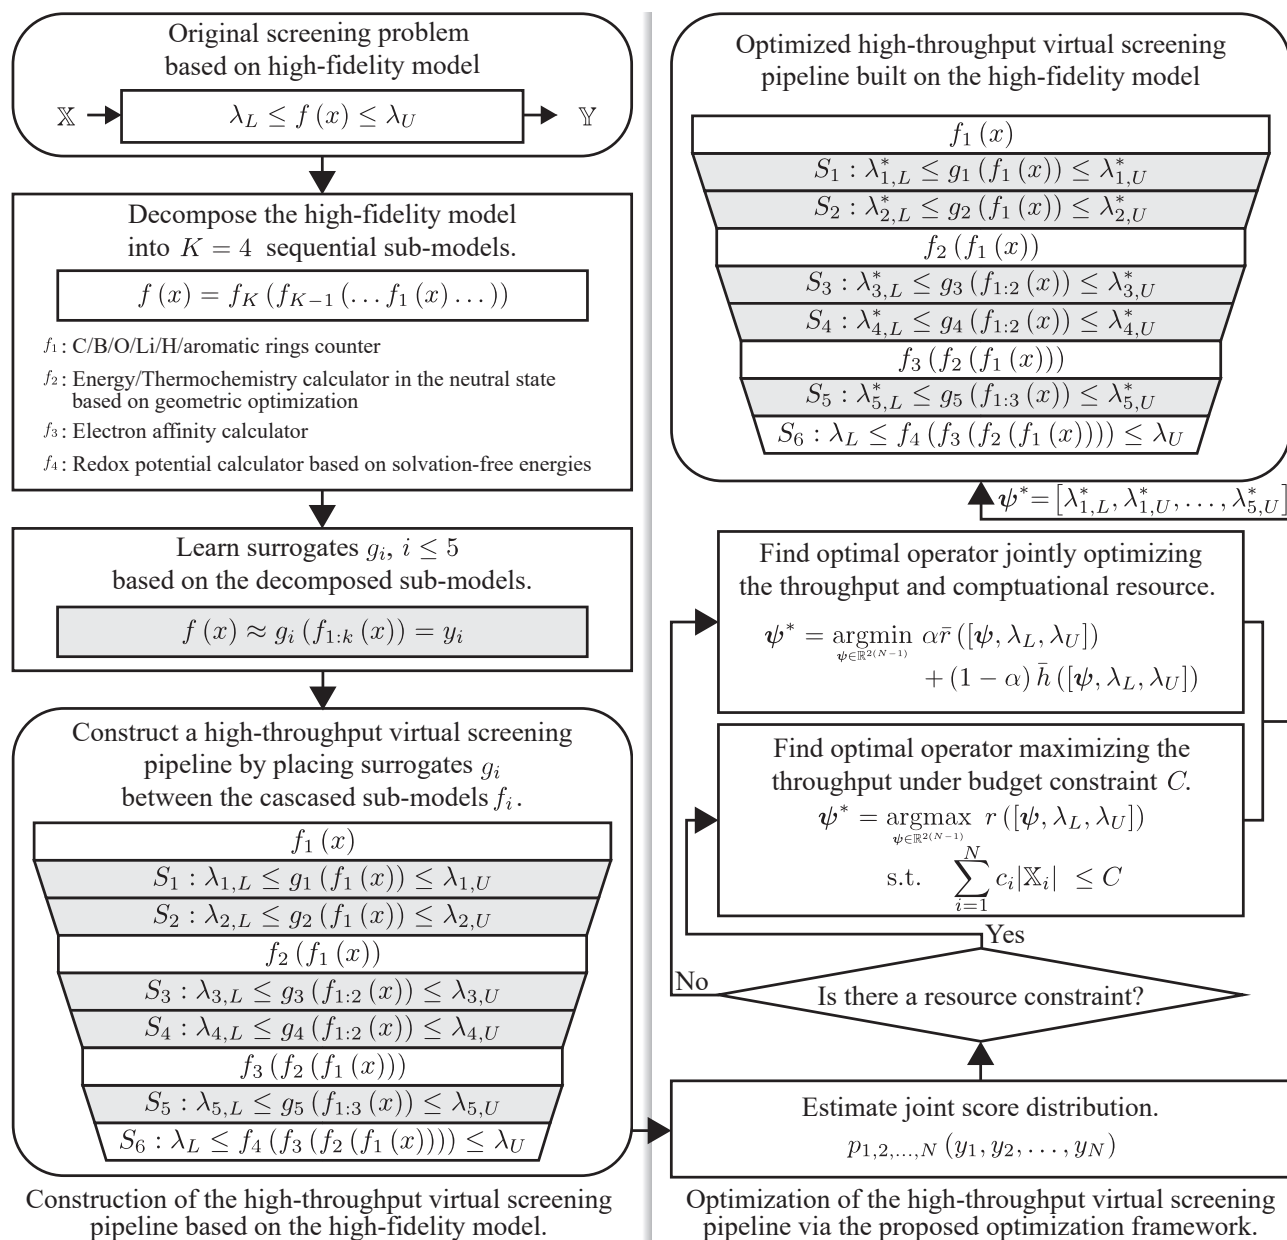 Original screening problem
based on high-fidelity model
𝕏 λ_L ≤ f (x) ≤ λ_U 𝕐
Decompose the high-fidelity model
into K = 4 sequential sub-models.
f (x) = f_K (f_{K−1} (… f_1 (x) …))
f_1 : C/B/O/Li/H/aromatic rings counter
f_2 : Energy/Thermochemistry calculator in the neutral state
based on geometric optimization
f_3 : Electron affinity calculator
f_4 : Redox potential calculator based on solvation-free energies
Learn surrogates g_i, i ≤ 5
based on the decomposed sub-models.
f (x) ≈ g_i (f_{1:k} (x)) = y_i
Construct a high-throughput virtual screening
pipeline by placing surrogates g_i
between the cascased sub-models f_i.
f_1 (x)
S_1 : λ_{1,L} ≤ g_1 (f_1 (x)) ≤ λ_{1,U}
S_2 : λ_{2,L} ≤ g_2 (f_1 (x)) ≤ λ_{2,U}
f_2 (f_1 (x))
S_3 : λ_{3,L} ≤ g_3 (f_{1:2} (x)) ≤ λ_{3,U}
S_4 : λ_{4,L} ≤ g_4 (f_{1:2} (x)) ≤ λ_{4,U}
f_3 (f_2 (f_1 (x)))
S_5 : λ_{5,L} ≤ g_5 (f_{1:3} (x)) ≤ λ_{5,U}
S_6 : λ_L ≤ f_4 (f_3 (f_2 (f_1 (x)))) ≤ λ_U
Construction of the high-throughput virtual screening
pipeline based on the high-fidelity model.
Optimized high-throughput virtual screening
pipeline built on the high-fidelity model
f_1 (x)
S_1 : λ*_{1,L} ≤ g_1 (f_1 (x)) ≤ λ*_{1,U}
S_2 : λ*_{2,L} ≤ g_2 (f_1 (x)) ≤ λ*_{2,U}
f_2 (f_1 (x))
S_3 : λ*_{3,L} ≤ g_3 (f_{1:2} (x)) ≤ λ*_{3,U}
S_4 : λ*_{4,L} ≤ g_4 (f_{1:2} (x)) ≤ λ*_{4,U}
f_3 (f_2 (f_1 (x)))
S_5 : λ*_{5,L} ≤ g_5 (f_{1:3} (x)) ≤ λ*_{5,U}
S_6 : λ_L ≤ f_4 (f_3 (f_2 (f_1 (x)))) ≤ λ_U
ψ* = [λ*_{1,L}, λ*_{1,U}, …, λ*_{5,U}]
Find optimal operator jointly optimizing
the throughput and comptuational resource.
ψ* = argmin_{ψ∈ℝ^{2(N−1)}} αr̄ ([ψ, λ_L, λ_U])
+ (1 − α) h̄ ([ψ, λ_L, λ_U])
Find optimal operator maximizing the
throughput under budget constraint C.
ψ* = argmax_{ψ∈ℝ^{2(N−1)}} r ([ψ, λ_L, λ_U])
s.t. ∑_{i=1}^{N} c_i|𝕏_i| ≤ C
Yes
No
Is there a resource constraint?
Estimate joint score distribution.
p_{1,2,…,N} (y_1, y_2, …, y_N)
Optimization of the high-throughput virtual screening
pipeline via the proposed optimization framework.